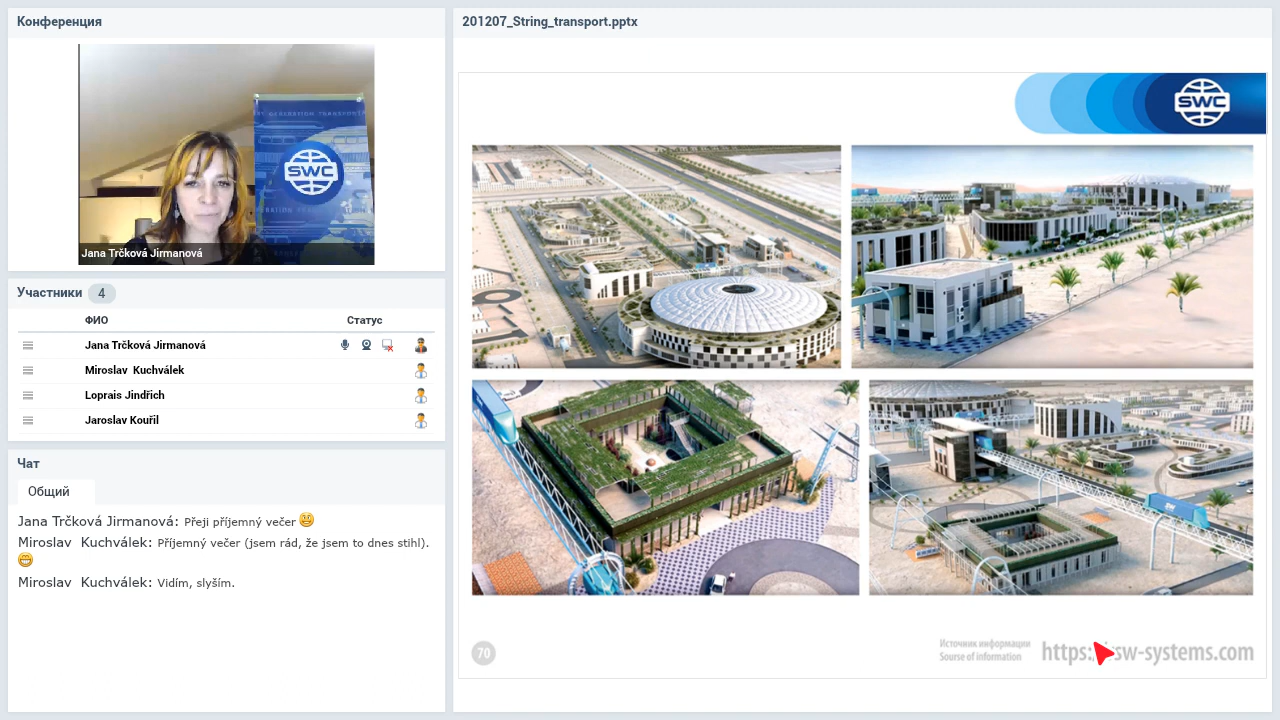 Конференция
Jana Trčková Jirmanová
SWC
Участники 4
ФИО Статус
Jana Trčková Jirmanová
Miroslav Kuchválek
Loprais Jindřich
Jaroslav Kouřil
Чат
Общий
Jana Trčková Jirmanová: Přeji příjemný večer
Miroslav Kuchválek: Příjemný večer (jsem rád, že jsem to dnes stihl).
Miroslav Kuchválek: Vidím, slyším.
201207_String_transport.pptx
SWC
70
Источник информации
Sourse of information
sw-systems.com